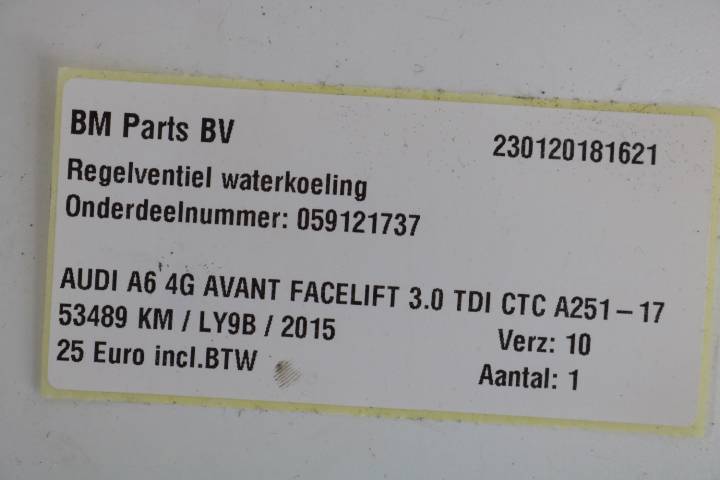 BM Parts BV
230120181621
Regelventiel waterkoeling
Onderdeelnummer: 059121737
AUDI A6 4G AVANT FACELIFT 3.0 TDI CTC A251-17
53489 KM / LY9B / 2015
Verz: 10
25 Euro incl.BTW
Aantal: 1